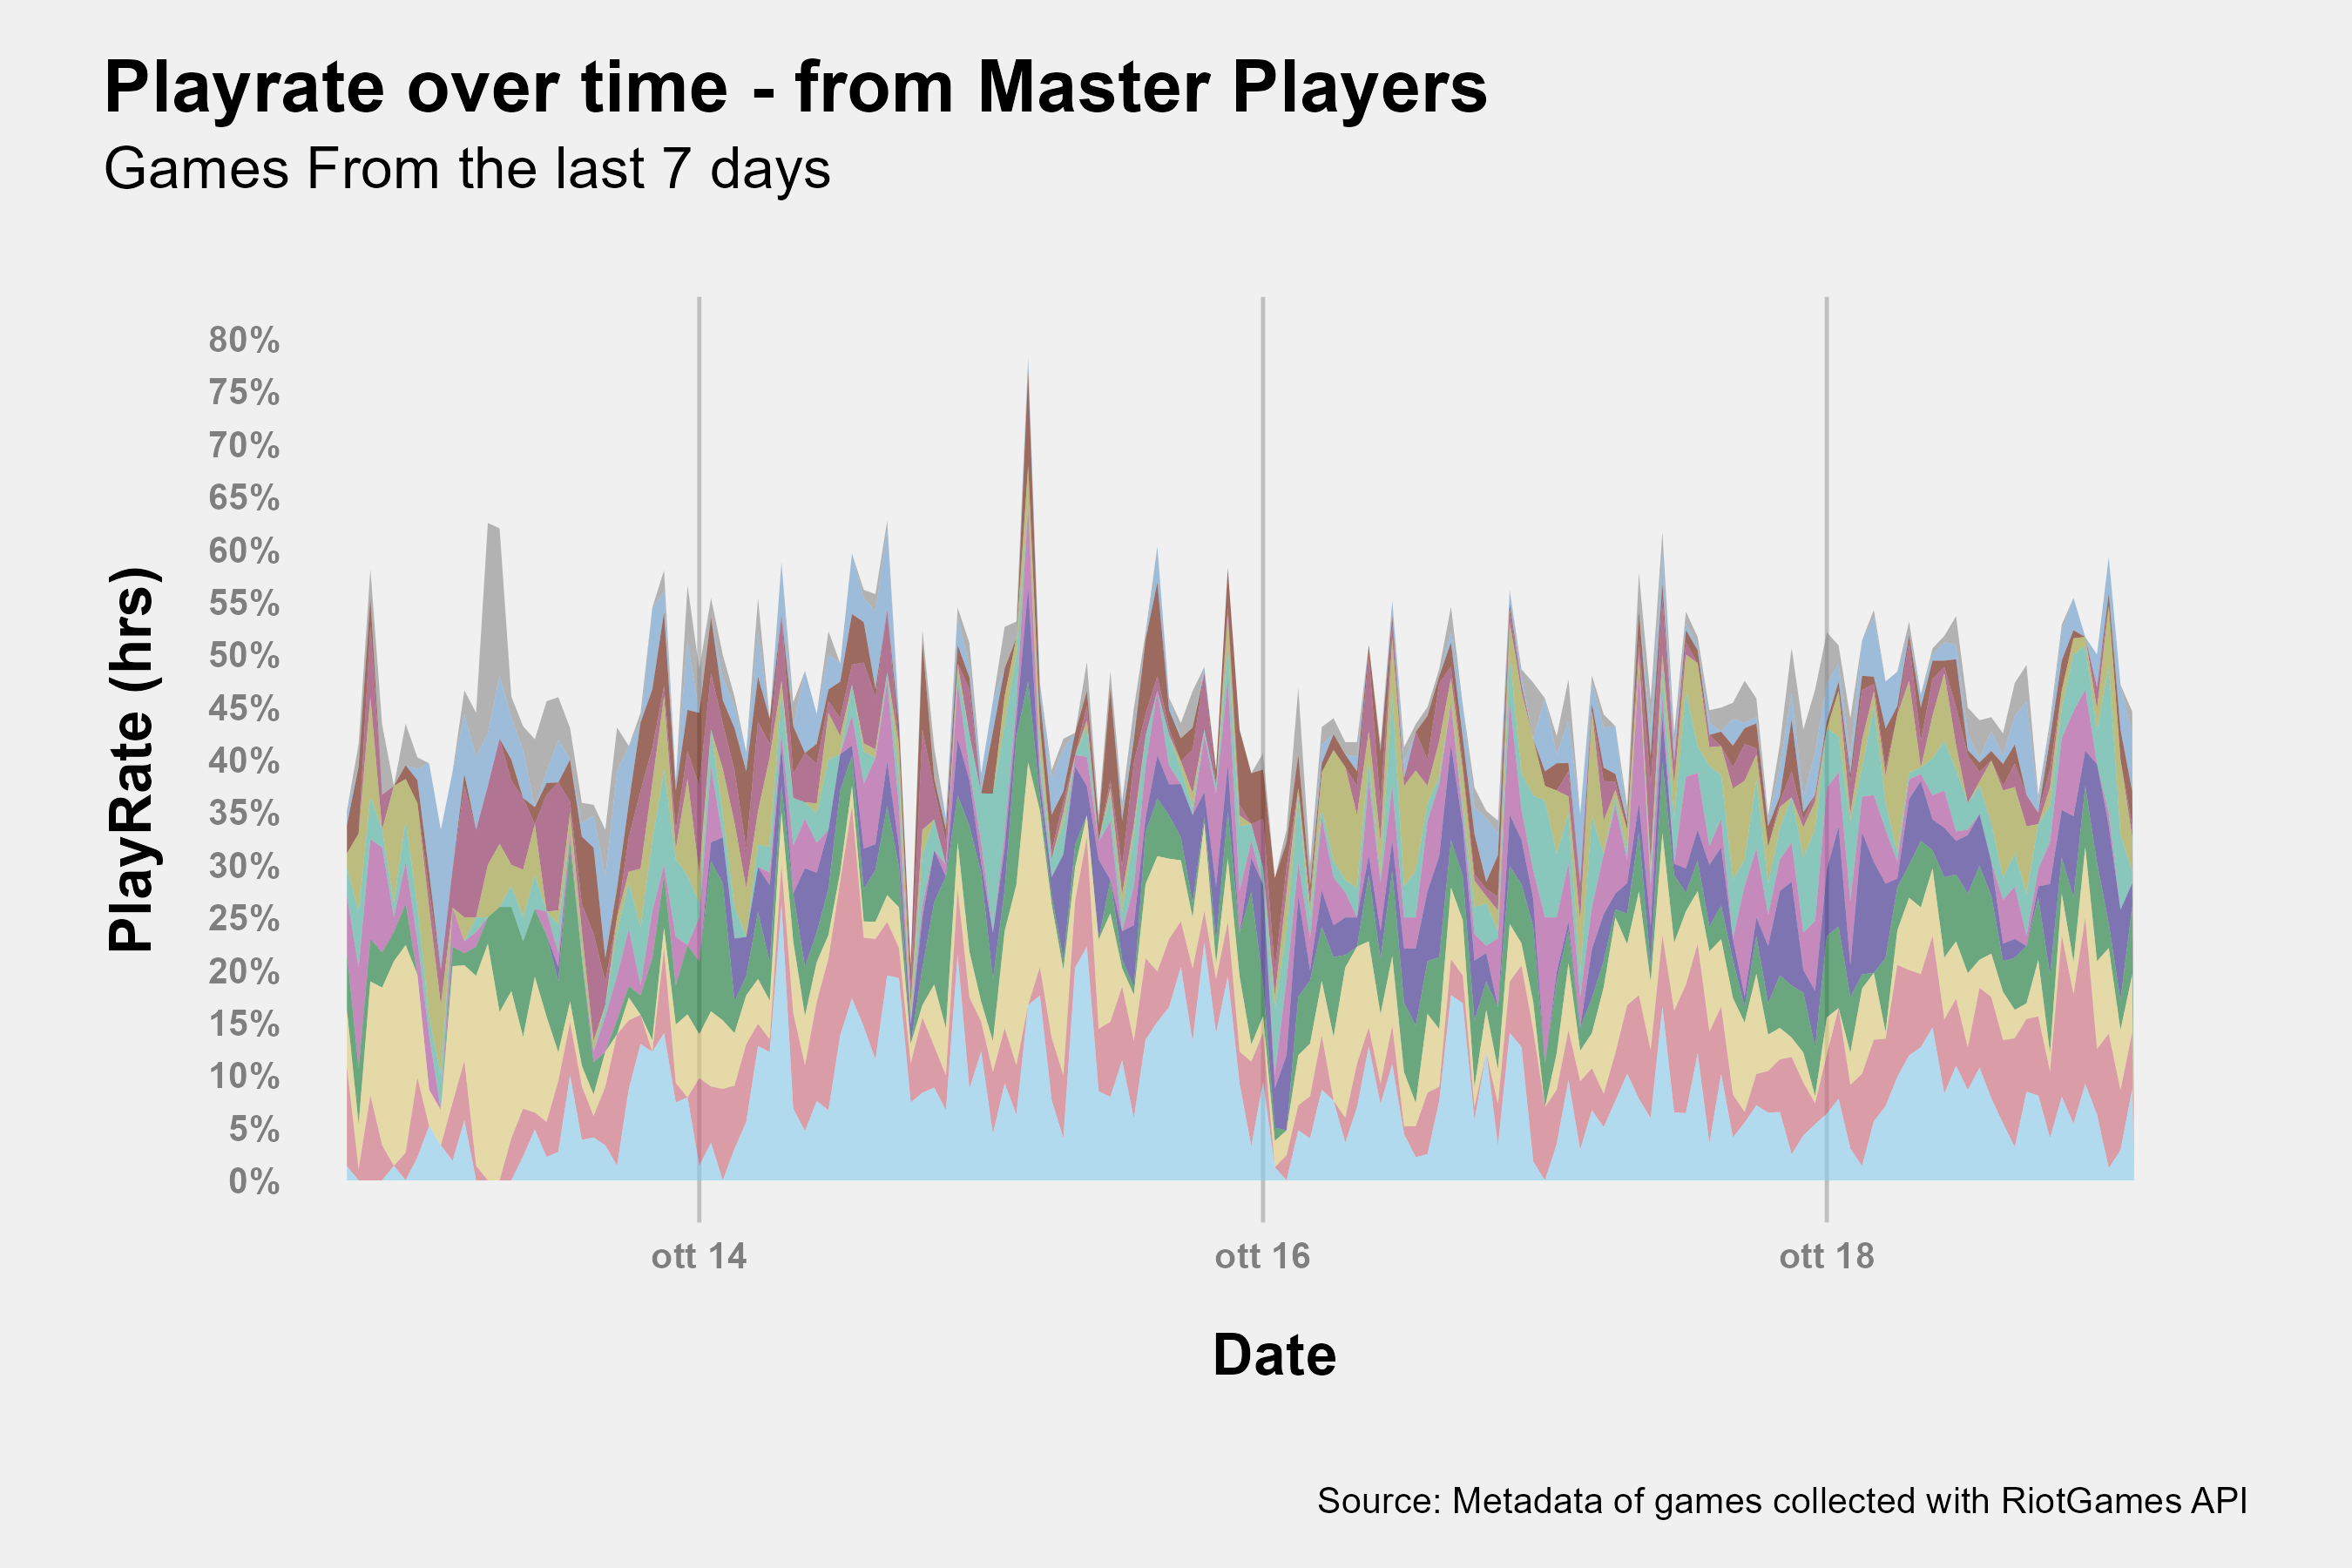 Playrate over time - from Master Players
Games From the last 7 days
80%
75%
70%
65%
60%
55%
50%
45%
40%
35%
30%
25%
20%
15%
10%
5%
0%
PlayRate (hrs)
ott 14
ott 16
ott 18
Date
Source: Metadata of games collected with RiotGames API